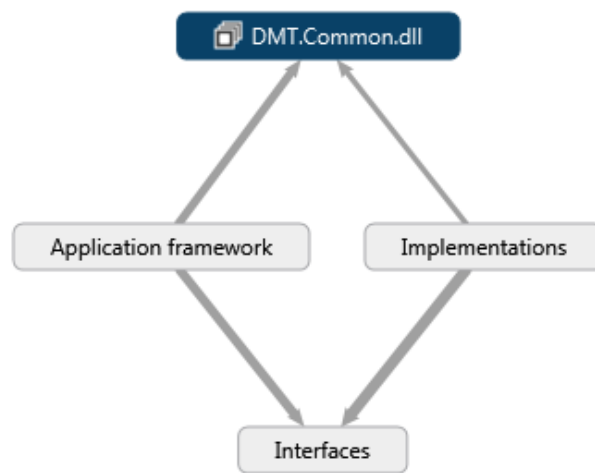 DMT.Common.dll
Application framework
Implementations
Interfaces